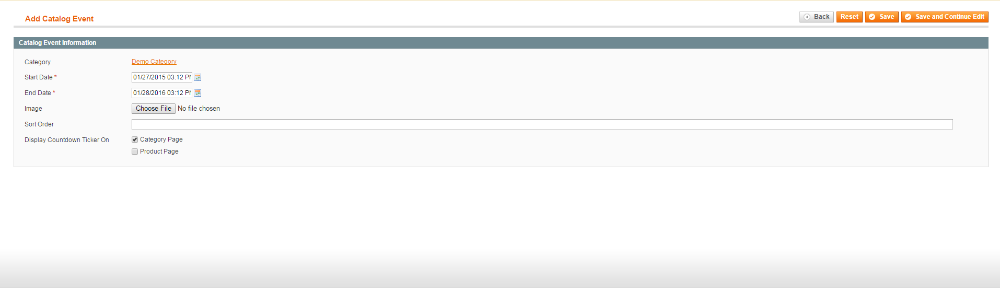 Add Catalog Event
Back Reset Save Save and Continue Edit
Catalog Event Information
Category Demo Category
Start Date * 01/27/2015 03:12 PM
End Date * 01/28/2016 03:12 PM
Image Choose File No file chosen
Sort Order
Display Countdown Ticker On Category Page
Product Page